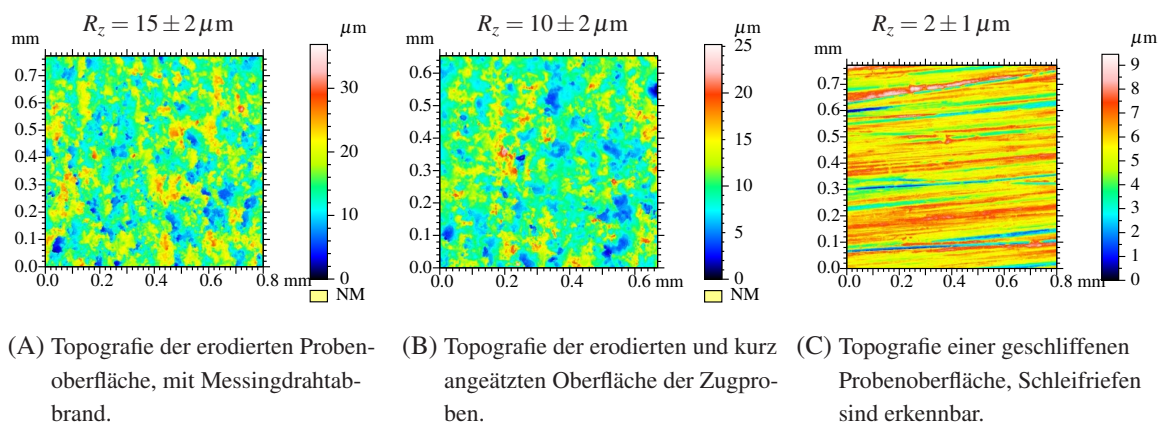 R_z = 15 ± 2 μm
mm
μm
0.7
0.6
0.5
0.4
0.3
0.2
0.1
0.0
0.0 0.2 0.4 0.6 0.8 mm
30
20
10
0
NM
(A) Topografie der erodierten Proben-
oberfläche, mit Messingdrahtab-
brand.
R_z = 10 ± 2 μm
mm
μm
0.6
0.5
0.4
0.3
0.2
0.1
0.0
0.0 0.2 0.4 0.6 mm
25
20
15
10
5
0
NM
(B) Topografie der erodierten und kurz
angeätzten Oberfläche der Zugpro-
ben.
R_z = 2 ± 1 μm
mm
μm
0.7
0.6
0.5
0.4
0.3
0.2
0.1
0.0
0.0 0.2 0.4 0.6 0.8 mm
9
8
7
6
5
4
3
2
1
0
(C) Topografie einer geschliffenen
Probenoberfläche, Schleifriefen
sind erkennbar.